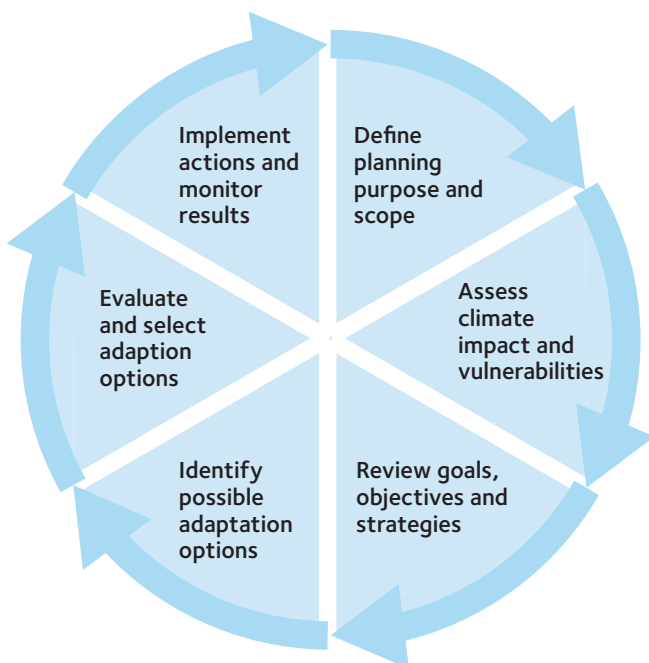 Define
planning
purpose and
scope
Assess
climate
impact and
vulnerabilities
Review goals,
objectives and
strategies
Identify
possible
adaptation
options
Evaluate
and select
adaption
options
Implement
actions and
monitor
results